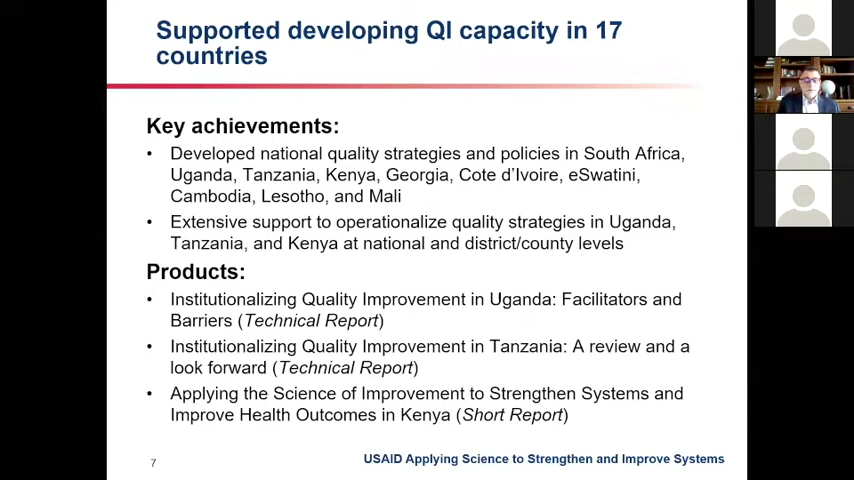 Supported developing QI capacity in 17
countries
Key achievements:
• Developed national quality strategies and policies in South Africa,
Uganda, Tanzania, Kenya, Georgia, Cote d’Ivoire, eSwatini,
Cambodia, Lesotho, and Mali
• Extensive support to operationalize quality strategies in Uganda,
Tanzania, and Kenya at national and district/county levels
Products:
• Institutionalizing Quality Improvement in Uganda: Facilitators and
Barriers (Technical Report)
• Institutionalizing Quality Improvement in Tanzania: A review and a
look forward (Technical Report)
• Applying the Science of Improvement to Strengthen Systems and
Improve Health Outcomes in Kenya (Short Report)
7
USAID Applying Science to Strengthen and Improve Systems